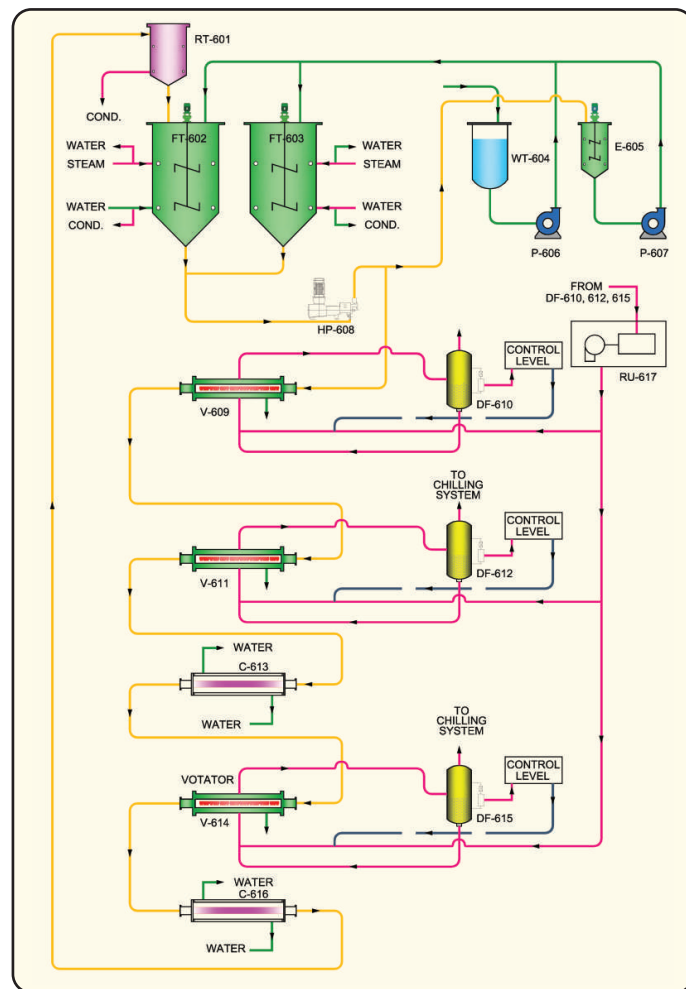 RT-601
COND.
FT-602
FT-603
WATER
STEAM
WATER
COND.
WATER
STEAM
WATER
COND.
WT-604
E-605
P-606
P-607
HP-608
FROM
DF-610, 612, 615
RU-617
CONTROL
LEVEL
DF-610
V-609
TO
CHILLING
SYSTEM
CONTROL
LEVEL
DF-612
V-611
WATER
C-613
WATER
TO
CHILLING
SYSTEM
VOTATOR
CONTROL
LEVEL
DF-615
V-614
WATER
C-616
WATER